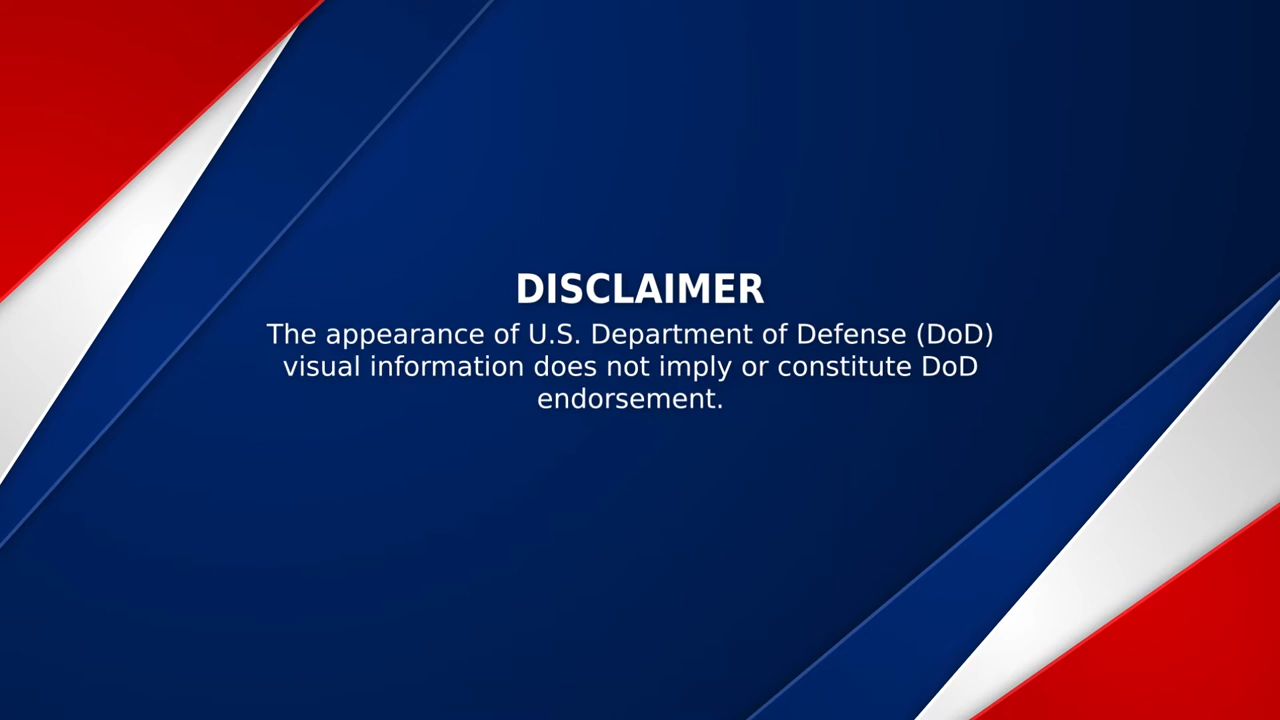 DISCLAIMER
The appearance of U.S. Department of Defense (DoD)
visual information does not imply or constitute DoD
endorsement.